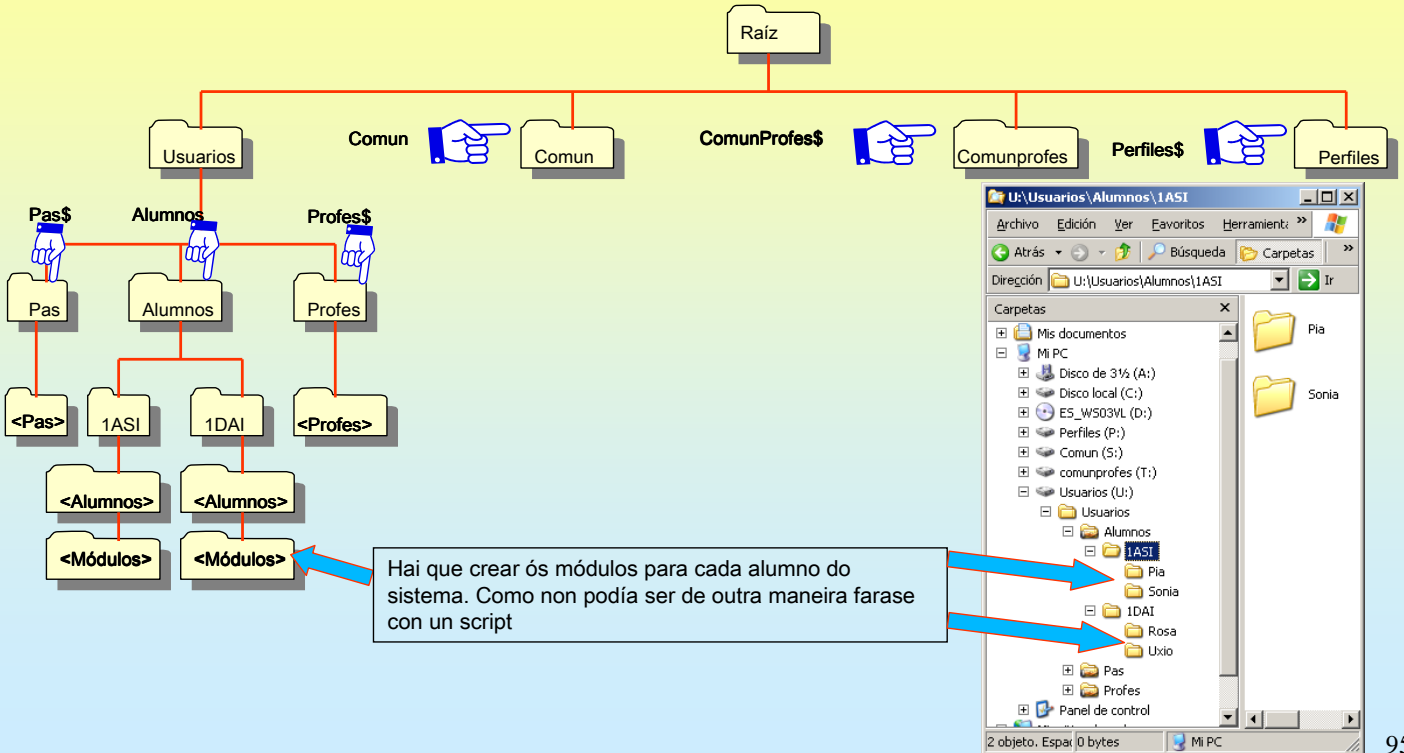 Raíz
Usuarios
Comun
Comun
ComunProfes$
Comunprofes
Perfiles$
Perfiles
Pas$
Alumnos
Profes$
Pas
Alumnos
Profes
<Pas>
1ASI
1DAI
<Profes>
<Alumnos>
<Alumnos>
<Módulos>
<Módulos>
Hai que crear ós módulos para cada alumno do
sistema. Como non podía ser de outra maneira farase
con un script
U:\Usuarios\Alumnos\1ASI
Archivo Edición Ver Favoritos Herramienta »
Atrás Búsqueda Carpetas »
Dirección U:\Usuarios\Alumnos\1ASI Ir
Carpetas
Mis documentos
Mi PC
Disco de 3½ (A:)
Disco local (C:)
ES_WS03VL (D:)
Perfiles (P:)
Comun (S:)
comunprofes (T:)
Usuarios (U:)
Usuarios
Alumnos
1ASI
Pia
Sonia
1DAI
Rosa
Uxio
Pas
Profes
Panel de control
Pia
Sonia
2 objeto. Espac 0 bytes Mi PC
95